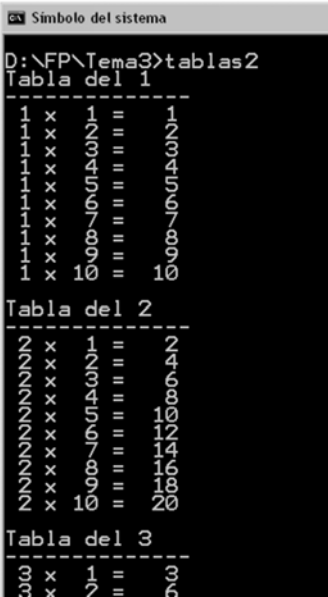 Símbolo del sistema
D:\FP\Tema3>tablas2
Tabla del 1
--------------
1 x  1 =   1
1 x  2 =   2
1 x  3 =   3
1 x  4 =   4
1 x  5 =   5
1 x  6 =   6
1 x  7 =   7
1 x  8 =   8
1 x  9 =   9
1 x 10 =  10
Tabla del 2
--------------
2 x  1 =   2
2 x  2 =   4
2 x  3 =   6
2 x  4 =   8
2 x  5 =  10
2 x  6 =  12
2 x  7 =  14
2 x  8 =  16
2 x  9 =  18
2 x 10 =  20
Tabla del 3
--------------
3 x  1 =   3
3 x  2 =   6